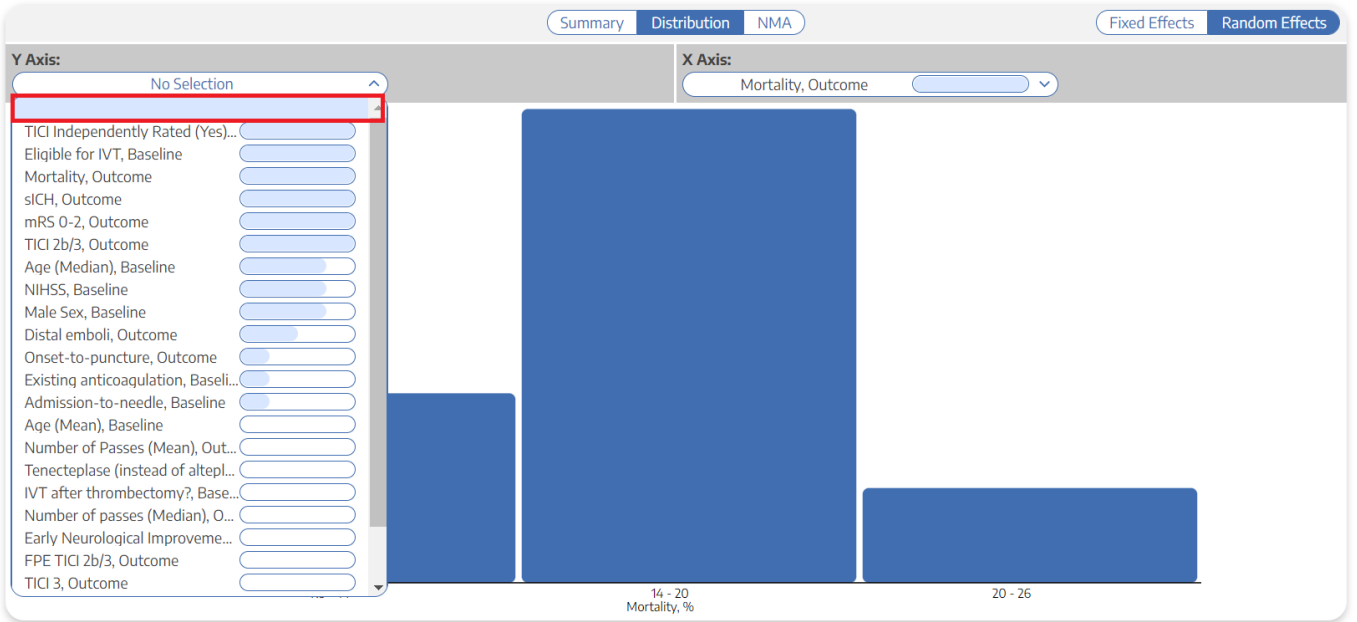 Summary Distribution NMA Fixed Effects Random Effects
Y Axis: X Axis:
No Selection Mortality, Outcome
TICI Independently Rated (Yes)...
Eligible for IVT, Baseline
Mortality, Outcome
sICH, Outcome
mRS 0-2, Outcome
TICI 2b/3, Outcome
Age (Median), Baseline
NIHSS, Baseline
Male Sex, Baseline
Distal emboli, Outcome
Onset-to-puncture, Outcome
Existing anticoagulation, Baseli...
Admission-to-needle, Baseline
Age (Mean), Baseline
Number of Passes (Mean), Out...
Tenecteplase (instead of altepl...
IVT after thrombectomy?, Base...
Number of passes (Median), O...
Early Neurological Improveme...
FPE TICI 2b/3, Outcome
TICI 3, Outcome
14 - 20 20 - 26
Mortality, %